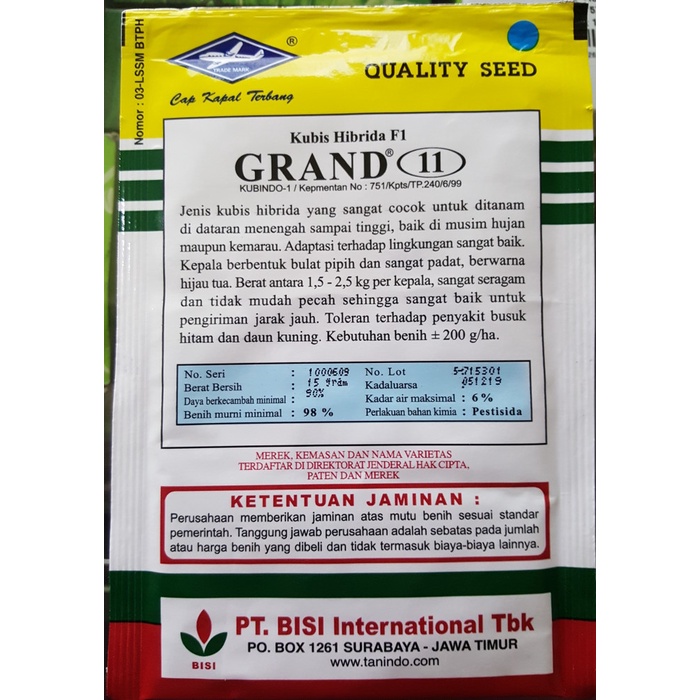 Nomor : 03-LSSM BTPH
TRADE MARK
®
Cap Kapal Terbang
QUALITY SEED
Kubis Hibrida F1
GRAND® 11
KUBINDO-1 / Kepmentan No : 751/Kpts/TP.240/6/99
Jenis kubis hibrida yang sangat cocok untuk ditanam
di dataran menengah sampai tinggi, baik di musim hujan
maupun kemarau. Adaptasi terhadap lingkungan sangat baik.
Kepala berbentuk bulat pipih dan sangat padat, berwarna
hijau tua. Berat antara 1,5 - 2,5 kg per kepala, sangat seragam
dan tidak mudah pecah sehingga sangat baik untuk
pengiriman jarak jauh. Toleran terhadap penyakit busuk
hitam dan daun kuning. Kebutuhan benih ± 200 g/ha.
No. Seri : 1000609 No. Lot 5-715301
Berat Bersih : 15 gram Kadaluarsa 051219
Daya berkecambah minimal : 90% Kadar air maksimal : 6 %
Benih murni minimal : 98 % Perlakuan bahan kimia : Pestisida
MEREK, KEMASAN DAN NAMA VARIETAS
TERDAFTAR DI DIREKTORAT JENDERAL HAK CIPTA,
PATEN DAN MEREK
KETENTUAN JAMINAN :
Perusahaan memberikan jaminan atas mutu benih sesuai standar
pemerintah. Tanggung jawab perusahaan adalah sebatas pada jumlah
atau harga benih yang dibeli dan tidak termasuk biaya-biaya lainnya.
BISI
PT. BISI International Tbk
PO. BOX 1261 SURABAYA - JAWA TIMUR
www.tanindo.com